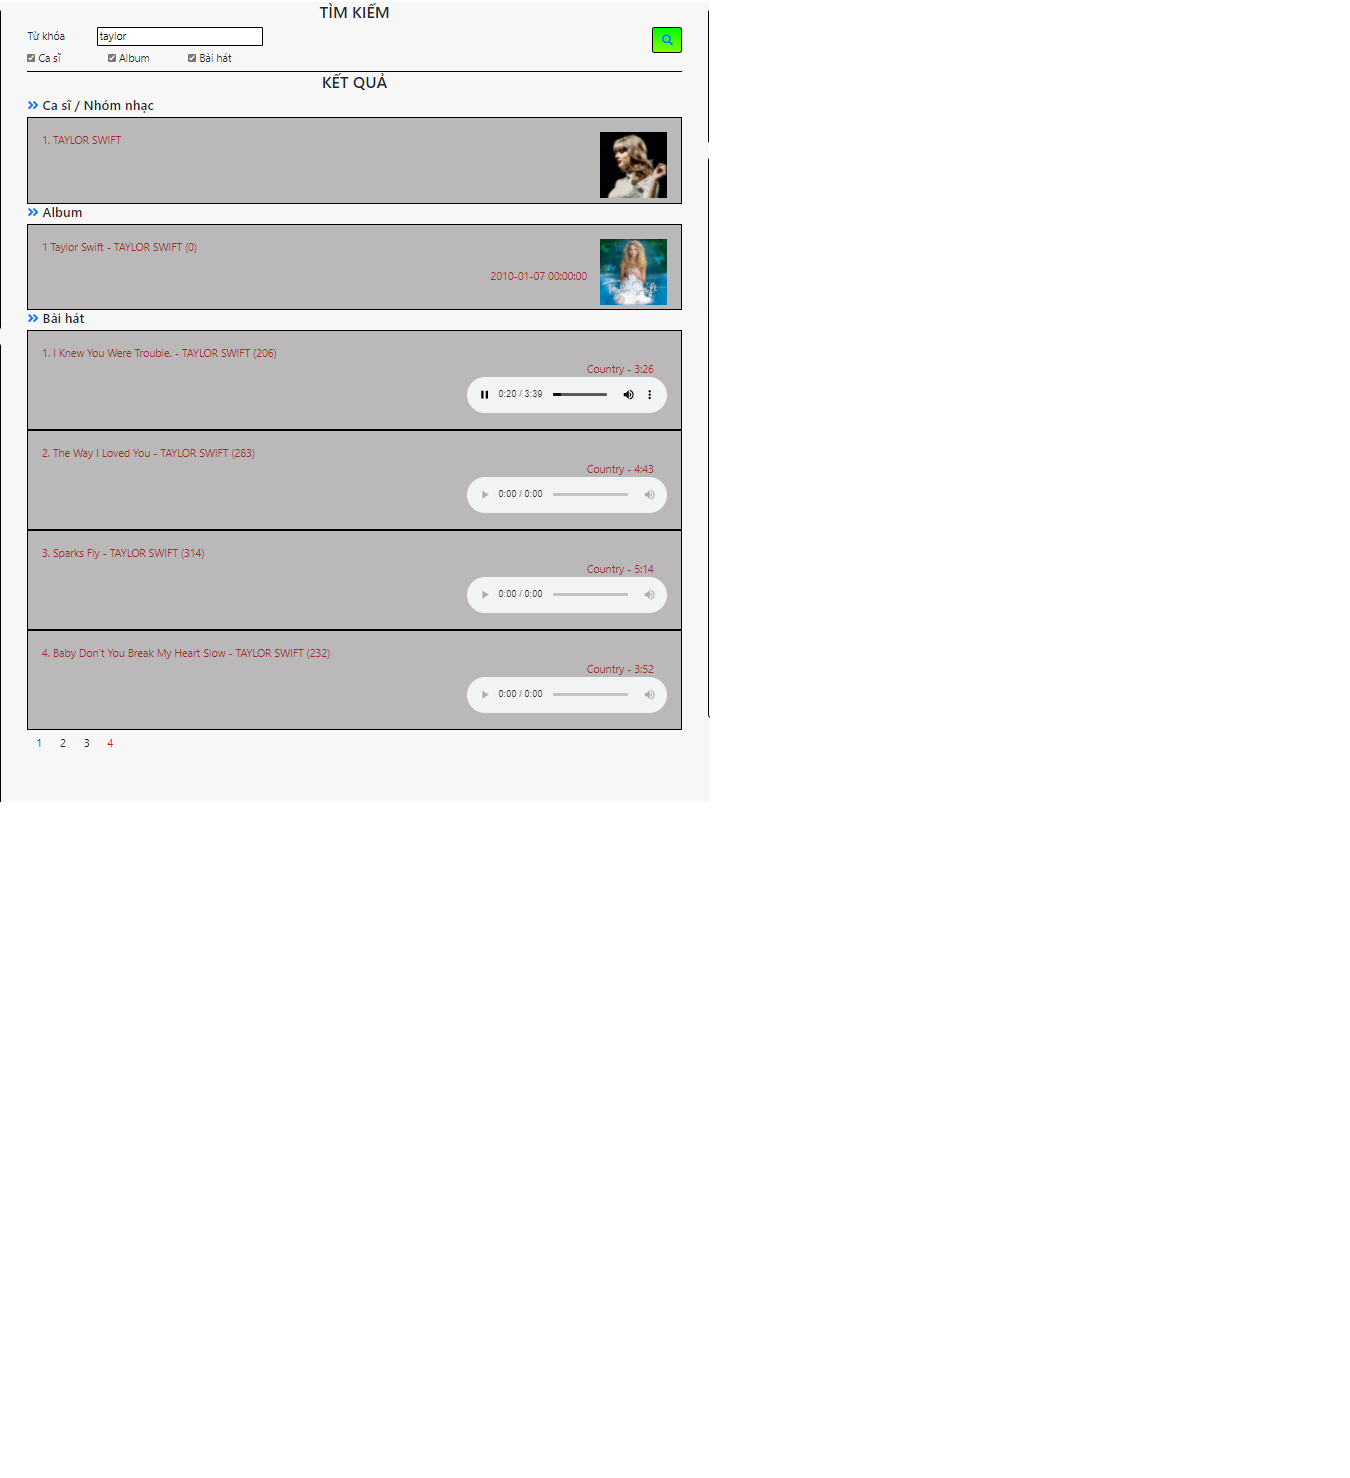 TÌM KIẾM
Từ khóa taylor
Ca sĩ Album Bài hát
KẾT QUẢ
Ca sĩ / Nhóm nhạc
1. TAYLOR SWIFT
Album
1 Taylor Swift - TAYLOR SWIFT (0)
2010-01-07 00:00:00
Taylor Swift
Bài hát
1. I Knew You Were Trouble. - TAYLOR SWIFT (206)
Country - 3:26
0:20 / 3:39
2. The Way I Loved You - TAYLOR SWIFT (283)
Country - 4:43
0:00 / 0:00
3. Sparks Fly - TAYLOR SWIFT (314)
Country - 5:14
0:00 / 0:00
4. Baby Don't You Break My Heart Slow - TAYLOR SWIFT (232)
Country - 3:52
0:00 / 0:00
1 2 3 4